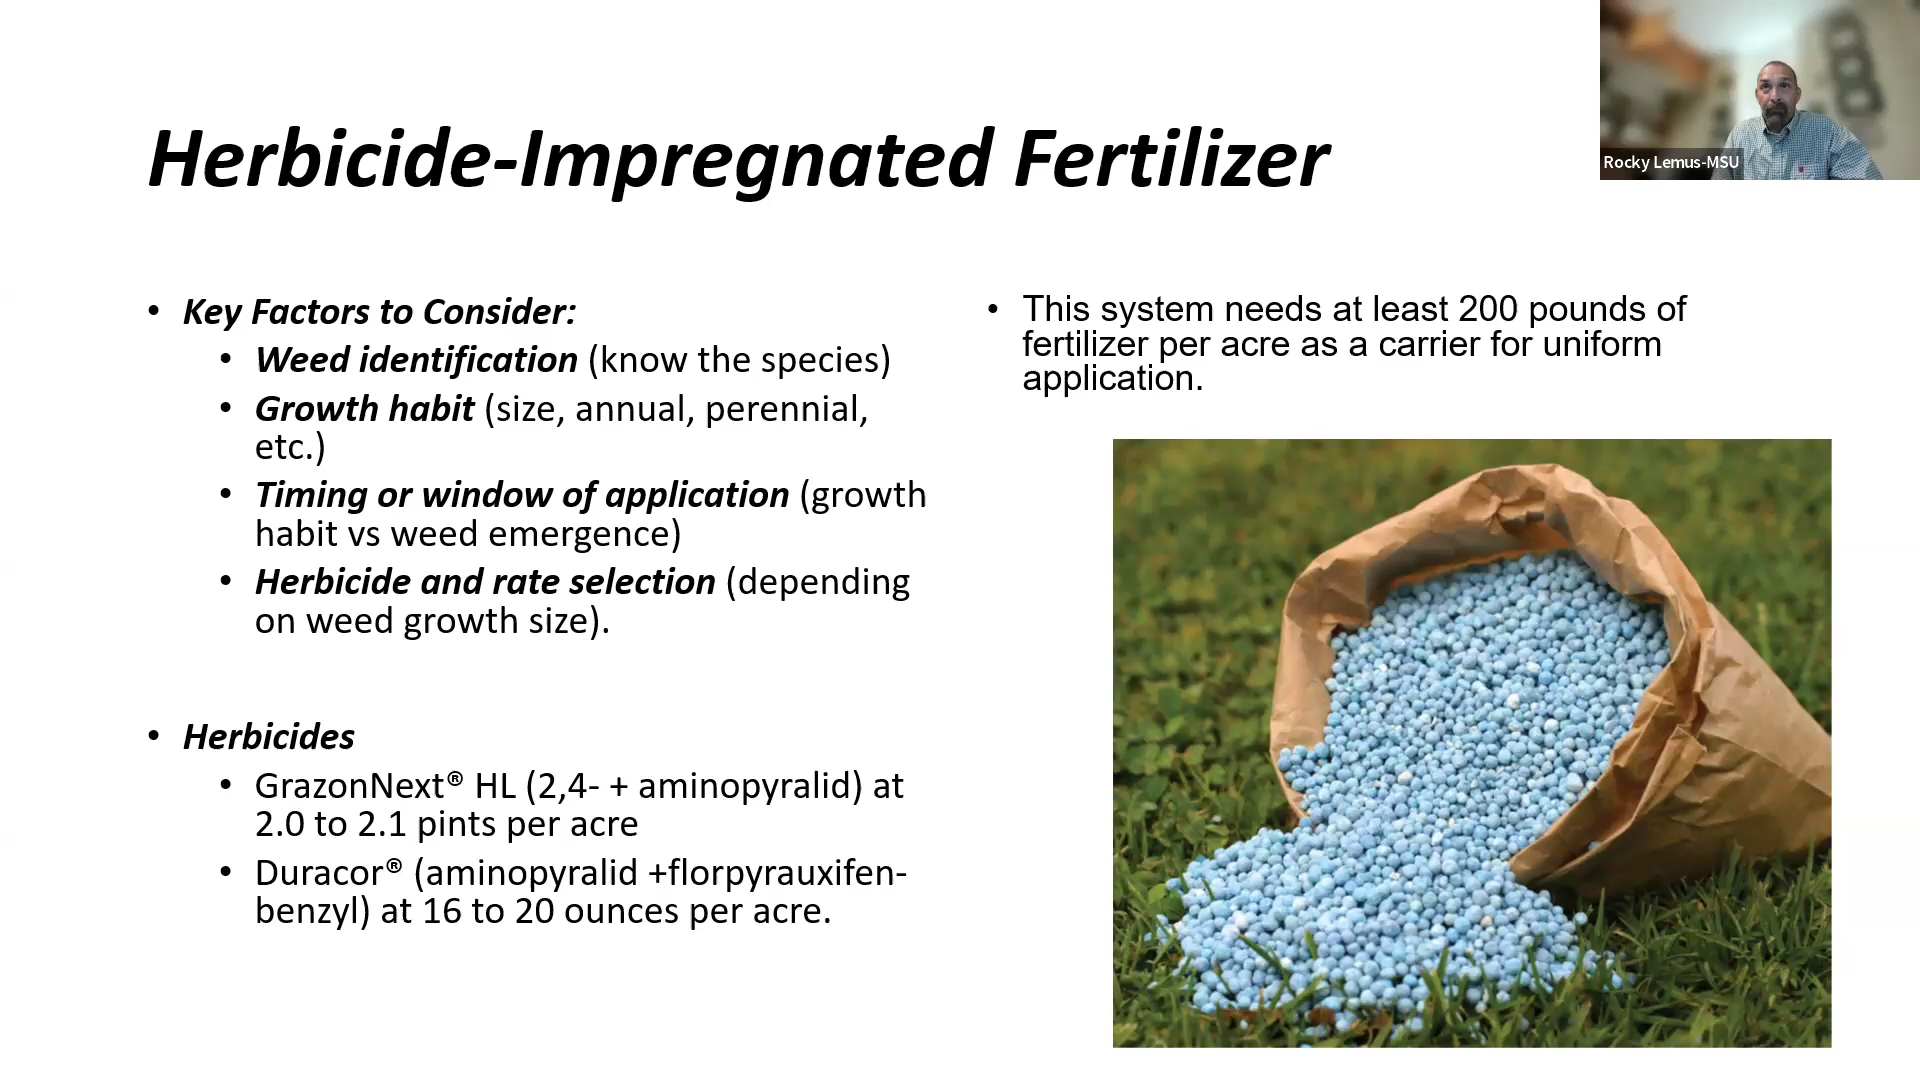 Herbicide-Impregnated Fertilizer
Rocky Lemus-MSU
• Key Factors to Consider:
• Weed identification (know the species)
• Growth habit (size, annual, perennial,
etc.)
• Timing or window of application (growth
habit vs weed emergence)
• Herbicide and rate selection (depending
on weed growth size).
• Herbicides
• GrazonNext® HL (2,4- + aminopyralid) at
2.0 to 2.1 pints per acre
• Duracor® (aminopyralid +florpyrauxifen-
benzyl) at 16 to 20 ounces per acre.
• This system needs at least 200 pounds of
fertilizer per acre as a carrier for uniform
application.